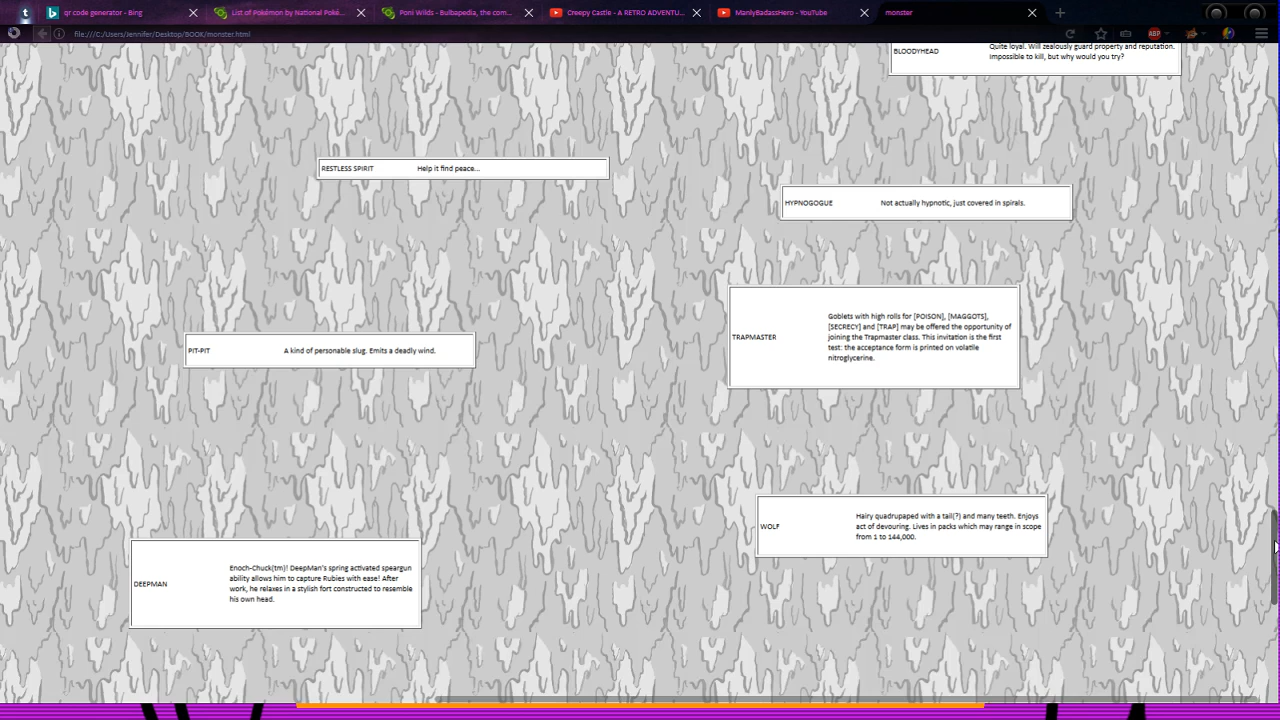 qr code generator - Bing
List of Pokémon by National Poké...
Poni Wilds - Bulbapedia, the com...
Creepy Castle - A RETRO ADVENTU...
ManlyBadassHero - YouTube
monster
file:///C:/Users/Jennifer/Desktop/BOOK/monster.html
ABP
BLOODYHEAD
Quite loyal. Will zealously guard property and reputation.
Impossible to kill, but why would you try?
RESTLESS SPIRIT
Help it find peace...
HYPNOGOGUE
Not actually hypnotic, just covered in spirals.
TRAPMASTER
Goblets with high rolls for [POISON], [MAGGOTS],
[SECRECY] and [TRAP] may be offered the opportunity of
joining the Trapmaster class. This invitation is the first
test: the acceptance form is printed on volatile
nitroglycerine.
PIT-PIT
A kind of personable slug. Emits a deadly wind.
WOLF
Hairy quadrupaped with a tail(?) and many teeth. Enjoys
act of devouring. Lives in packs which may range in scope
from 1 to 144,000.
DEEPMAN
Enoch-Chuck(tm)! DeepMan's spring activated speargun
ability allows him to capture Rubies with ease! After
work, he relaxes in a stylish fort constructed to resemble
his own head.